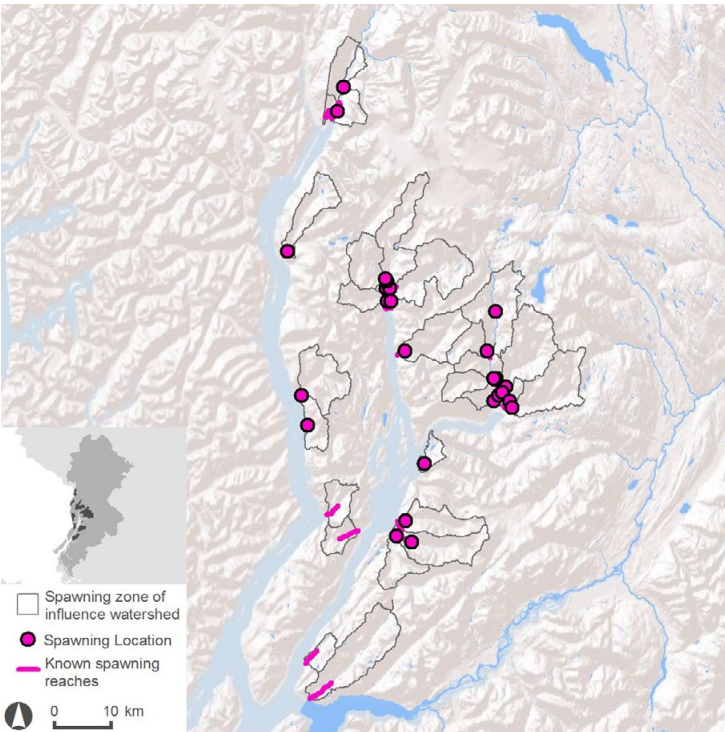 Spawning zone of
influence watershed
Spawning Location
Known spawning
reaches
0 10 km